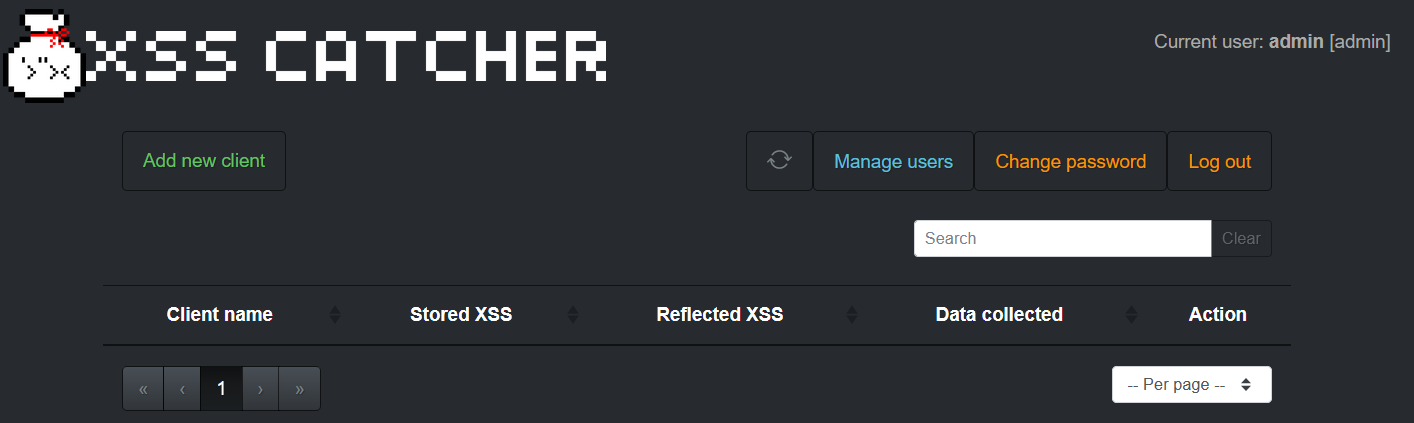 XSS CATCHER
Current user: admin [admin]
Add new client
Manage users
Change password
Log out
Search
Clear
Client name Stored XSS Reflected XSS Data collected Action
« ‹ 1 › »
-- Per page --